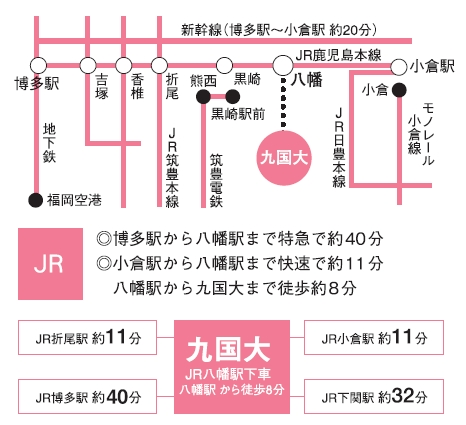 新幹線（博多駅〜小倉駅 約20分）
JR鹿児島本線
博多駅
吉塚
香椎
折尾
熊西
黒崎
八幡
小倉駅
黒崎駅前
小倉
地下鉄
JR筑豊本線
筑豊電鉄
九国大
JR日豊本線
モノレール
小倉線
福岡空港
JR
◎博多駅から八幡駅まで特急で約40分
◎小倉駅から八幡駅まで快速で約11分
八幡駅から九国大まで徒歩約8分
JR折尾駅 約11分
九国大
JR八幡駅下車
八幡駅 から徒歩8分
JR小倉駅 約11分
JR博多駅 約40分
JR下関駅 約32分